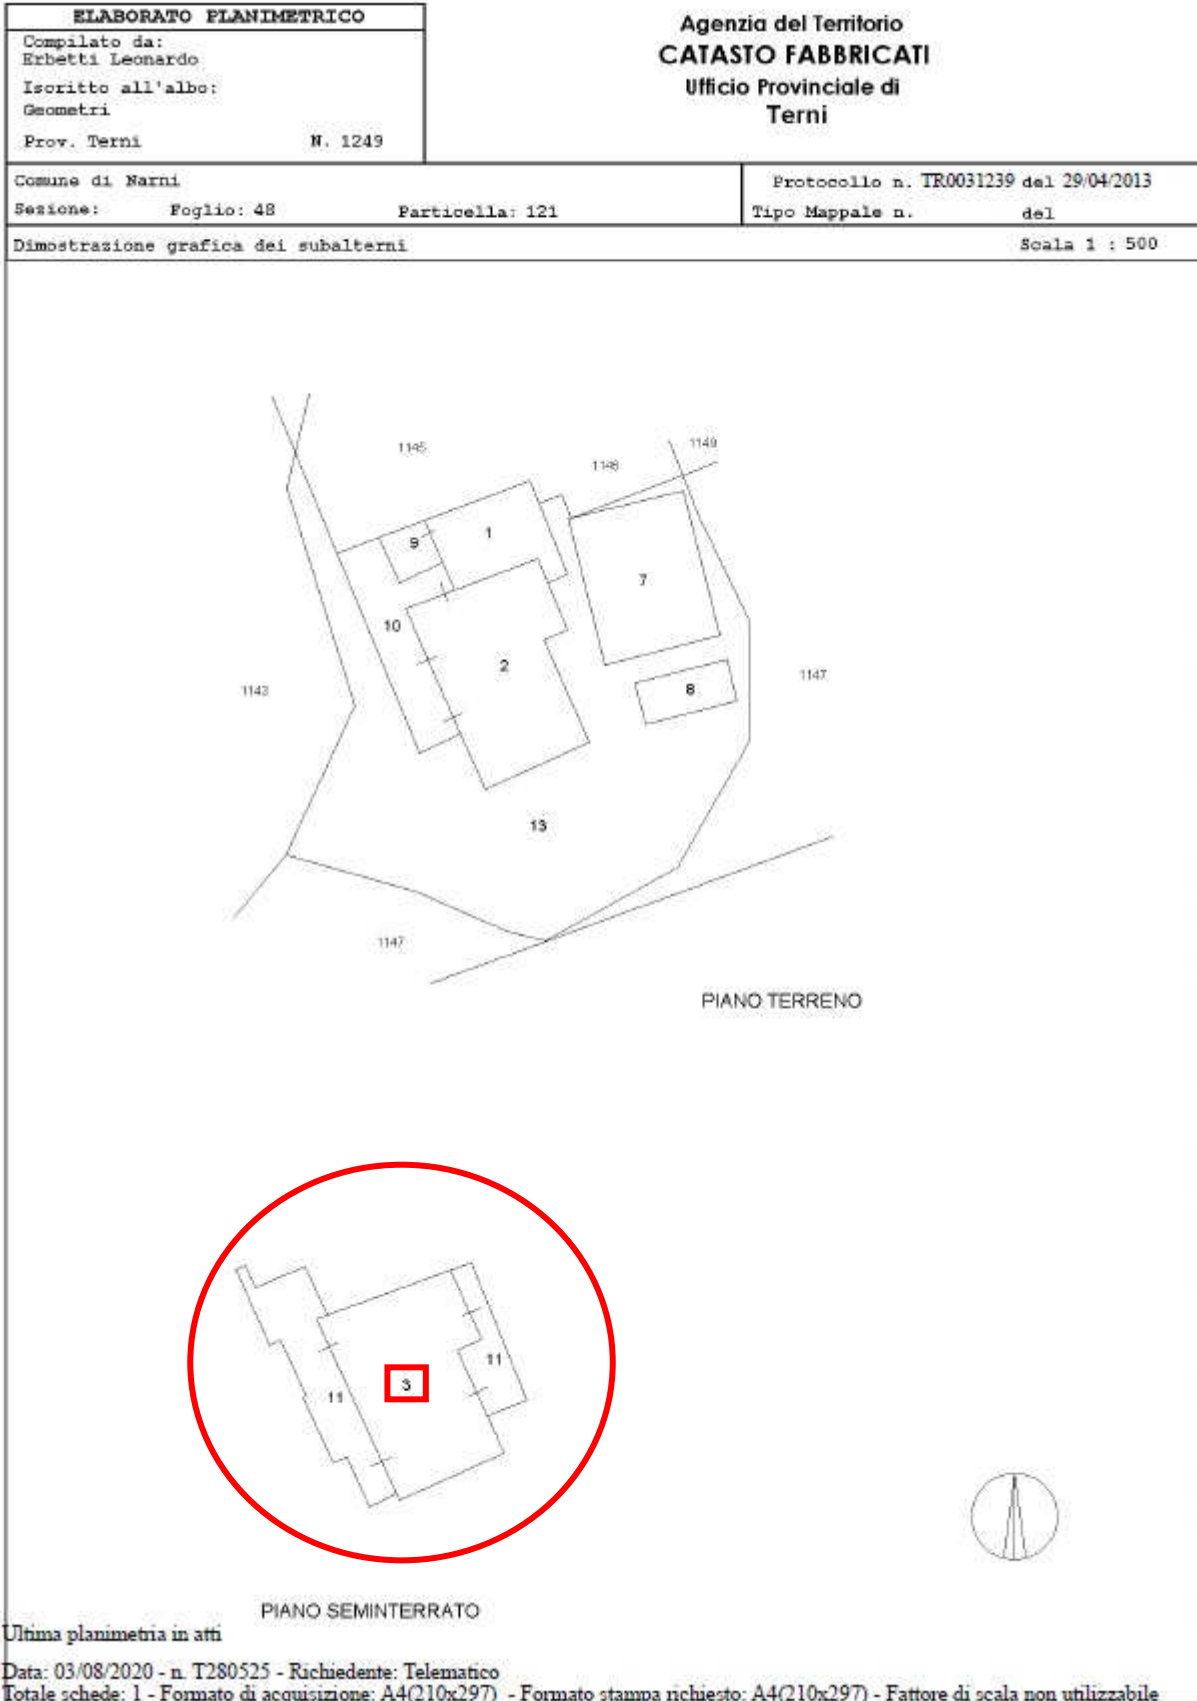 ELABORATO PLANIMETRICO
Compilato da:
Erbetti Leonardo
Iscritto all'albo:
Geometri
Prov. Terni N. 1249
Agenzia del Territorio
CATASTO FABBRICATI
Ufficio Provinciale di
Terni
Comune di Narni
Sezione: Foglio: 48 Particella: 121
Protocollo n. TR0031239 del 29/04/2013
Tipo Mappale n. del
Dimostrazione grafica dei subalterni Scala 1 : 500
1145
1149
1148
1
9
7
10
2
1143
1147
8
13
1147
PIANO TERRENO
11
3
11
PIANO SEMINTERRATO
Ultima planimetria in atti
Data: 03/08/2020 - n. T280525 - Richiedente: Telematico
Totale schede: 1 - Formato di acquisizione: A4(210x297) - Formato stampa richiesto: A4(210x297) - Fattore di scala non utilizzabile